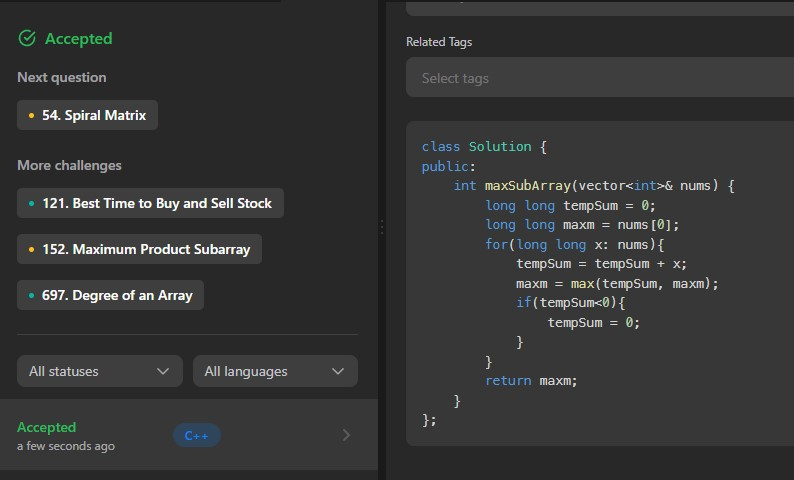 Accepted
Next question
54. Spiral Matrix
More challenges
121. Best Time to Buy and Sell Stock
152. Maximum Product Subarray
697. Degree of an Array
All statuses
All languages
Accepted
a few seconds ago
C++
Related Tags
Select tags
class Solution {
public:
    int maxSubArray(vector<int>& nums) {
        long long tempSum = 0;
        long long maxm = nums[0];
        for(long long x: nums){
            tempSum = tempSum + x;
            maxm = max(tempSum, maxm);
            if(tempSum<0){
                tempSum = 0;
            }
        }
        return maxm;
    }
};